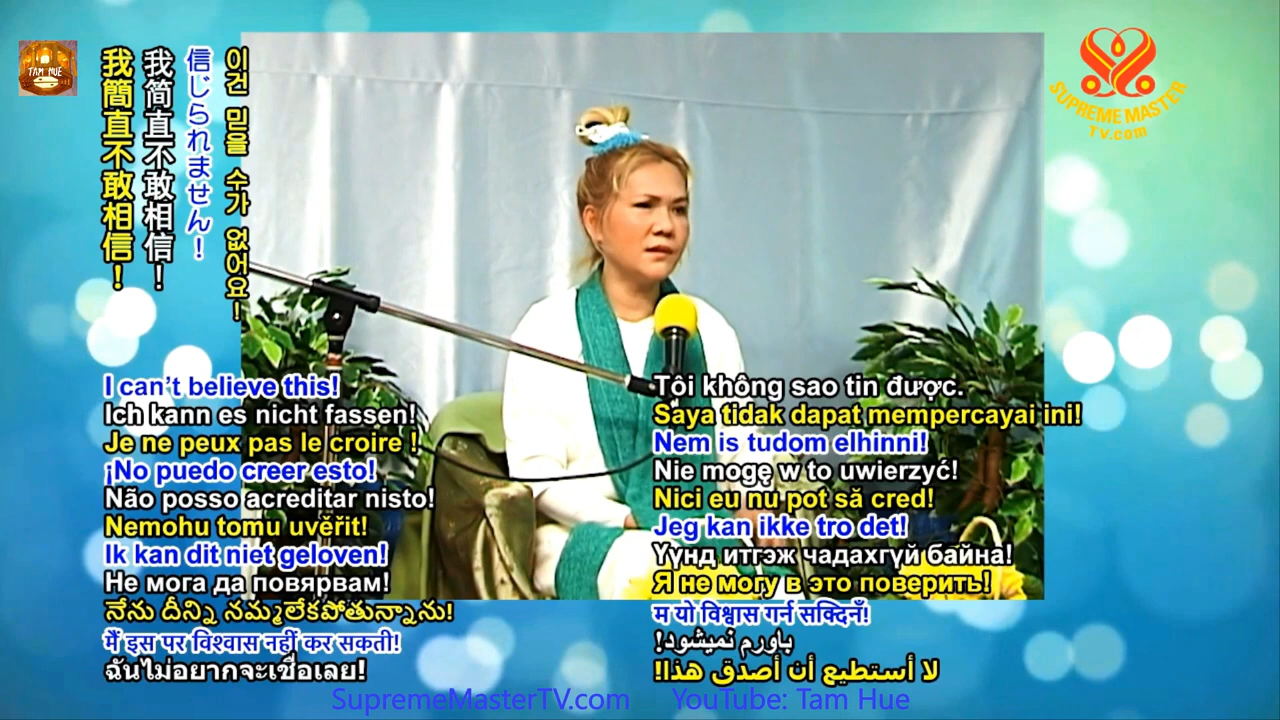 TAM HUE
我簡直不敢相信！
我简直不敢相信！
信じられません！
이건 믿을 수가 없어요!
SUPREME MASTER
TV.com
I can't believe this!
Ich kann es nicht fassen!
Je ne peux pas le croire !
¡No puedo creer esto!
Não posso acreditar nisto!
Nemohu tomu uvěřit!
Ik kan dit niet geloven!
Не мога да повярвам!
నేను దీన్ని నమ్మలేకపోతున్నాను!
मैं इस पर विश्वास नहीं कर सकती!
ฉันไม่อยากจะเชื่อเลย!
Tôi không sao tin được.
Saya tidak dapat mempercayai ini!
Nem is tudom elhinni!
Nie mogę w to uwierzyć!
Nici eu nu pot să cred!
Jeg kan ikke tro det!
Үүнд итгэж чадахгүй байна!
Я не могу в это поверить!
म यो विश्वास गर्न सक्दिनँ!
باورم نمیشود!
لا أستطيع أن أصدق هذا!
SupremeMasterTV.com YouTube: Tam Hue